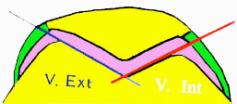 V. Ext
V. Int